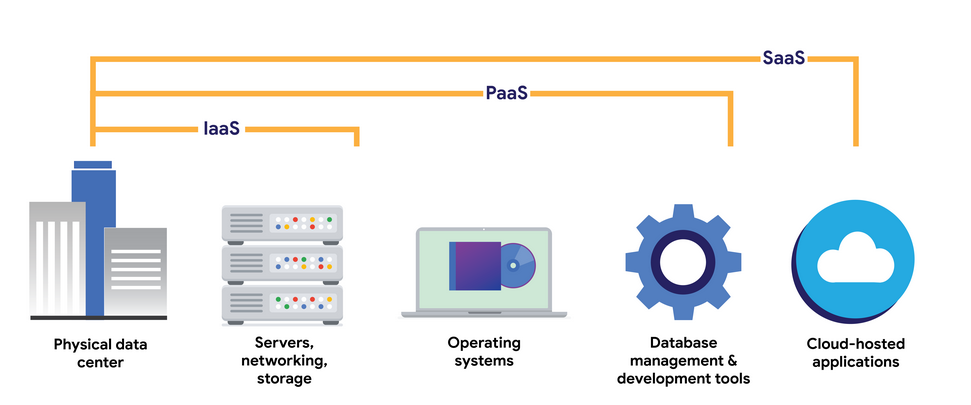 SaaS
PaaS
IaaS
Physical data
center
Servers,
networking,
storage
Operating
systems
Database
management &
development tools
Cloud-hosted
applications